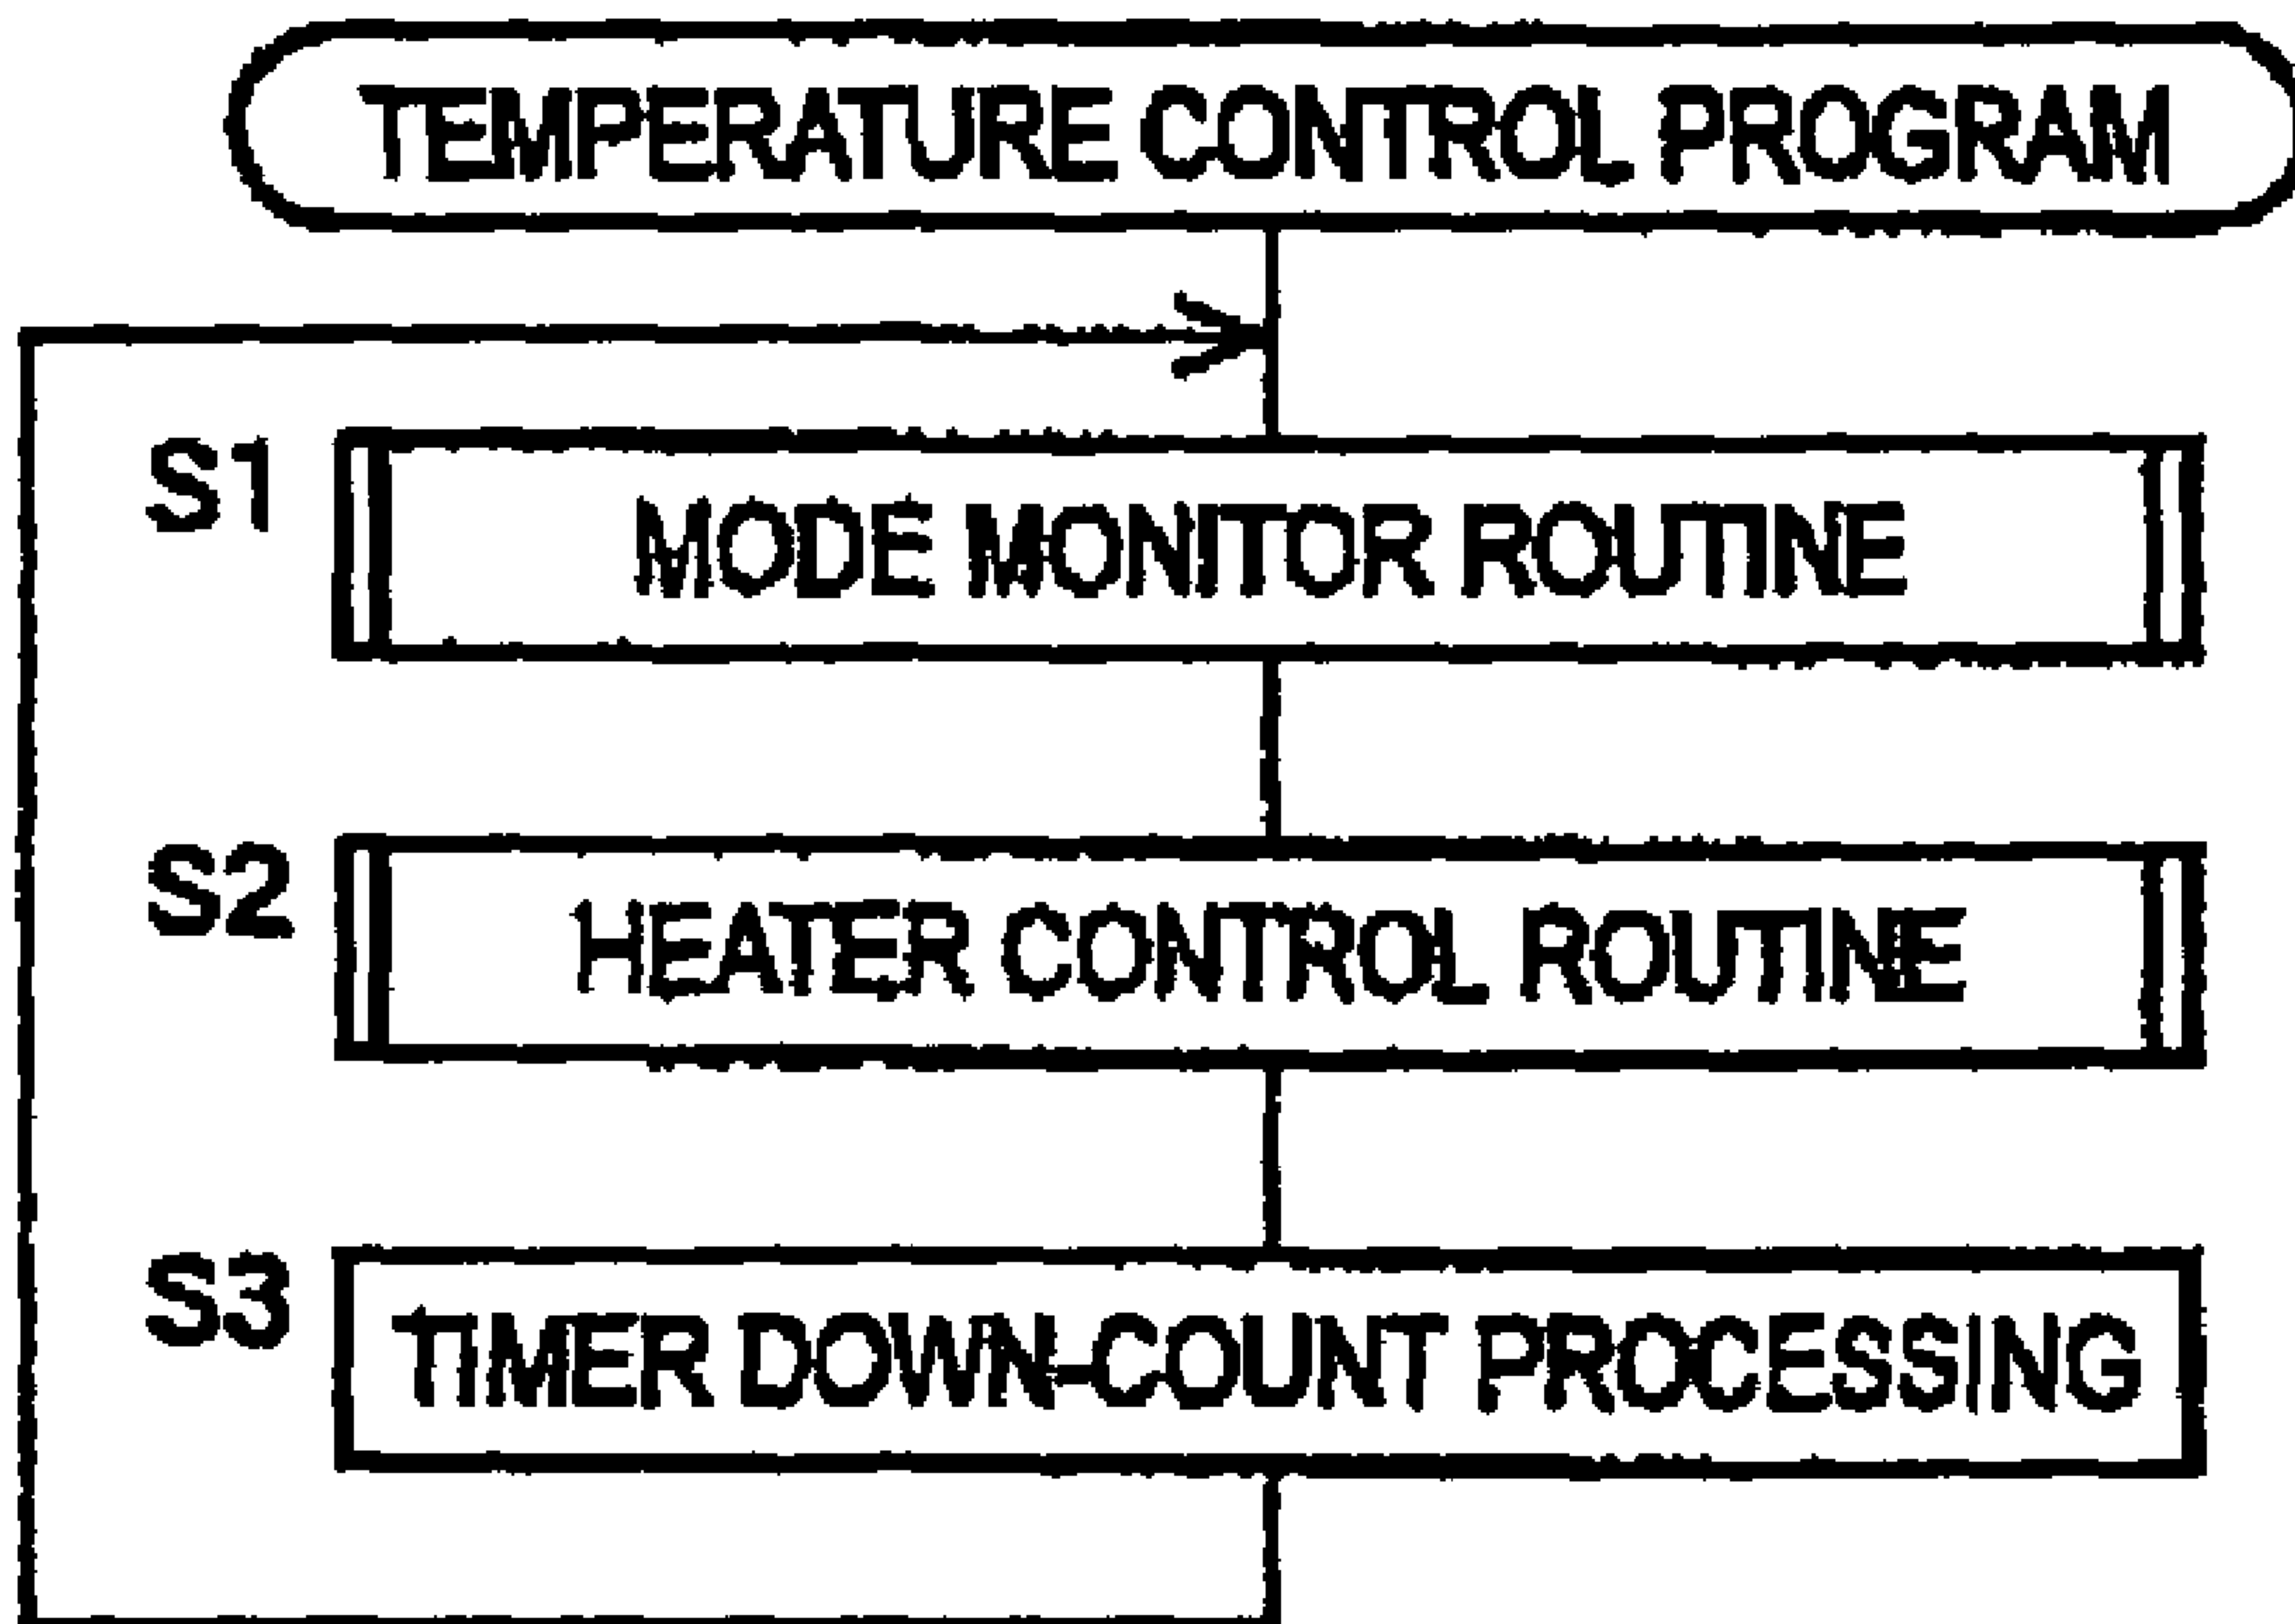 TEMPERATURE CONTROL PROGRAM
S1 MODE MONITOR ROUTINE
S2 HEATER CONTROL ROUTINE
S3 TIMER DOWN-COUNT PROCESSING